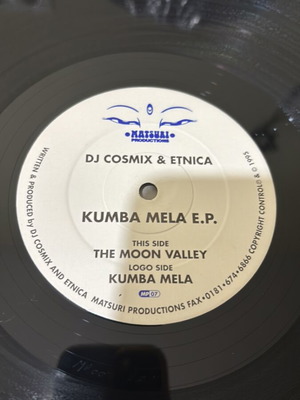 MATSURI
PRODUCTIONS
DJ COSMIX & ETNICA
KUMBA MELA E.P.
THIS SIDE
THE MOON VALLEY
LOGO SIDE
KUMBA MELA
MP07
WRITTEN & PRODUCED by DJ COSMIX AND ETNICA
MATSURI PRODUCTIONS FAX•0181•674•6866 COPYRIGHT CONTROL
© 1995